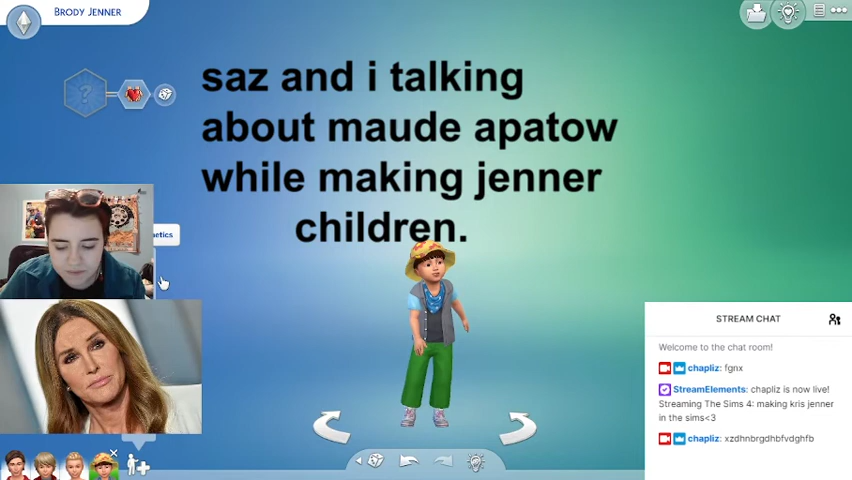 BRODY JENNER
saz and i talking
about maude apatow
while making jenner
children.
etics
STREAM CHAT
Welcome to the chat room!
chapliz: fgnx
StreamElements: chapliz is now live!
Streaming The Sims 4: making kris jenner
in the sims<3
chapliz: xzdhnbrgdhbfvdghfb